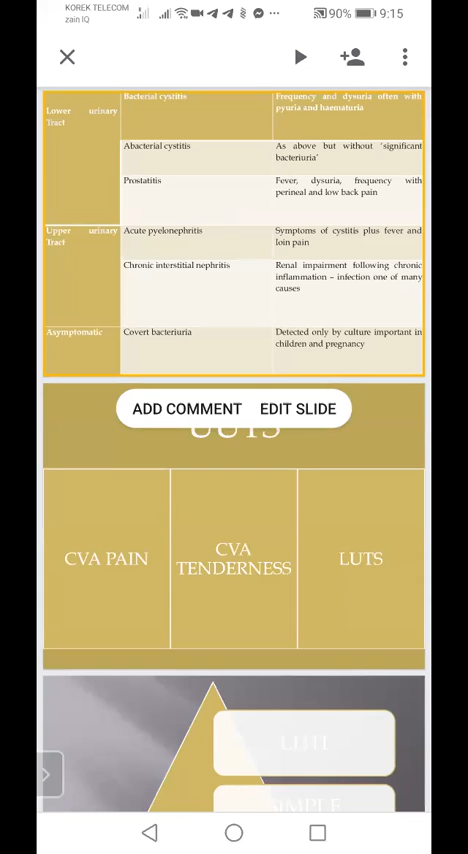 KOREK TELECOM
zain IQ
90% 9:15
Bacterial cystitis
Frequency and dysuria often with
pyuria and haematuria
Lower urinary
Tract
Abacterial cystitis
As above but without 'significant
bacteriuria'
Prostatitis
Fever, dysuria, frequency with
perineal and low back pain
Upper urinary
Tract
Acute pyelonephritis
Symptoms of cystitis plus fever and
loin pain
Chronic interstitial nephritis
Renal impairment following chronic
inflammation – infection one of many
causes
Asymptomatic
Covert bacteriuria
Detected only by culture important in
children and pregnancy
ADD COMMENT EDIT SLIDE
CVA PAIN
CVA
TENDERNESS
LUTS
SIMPLE